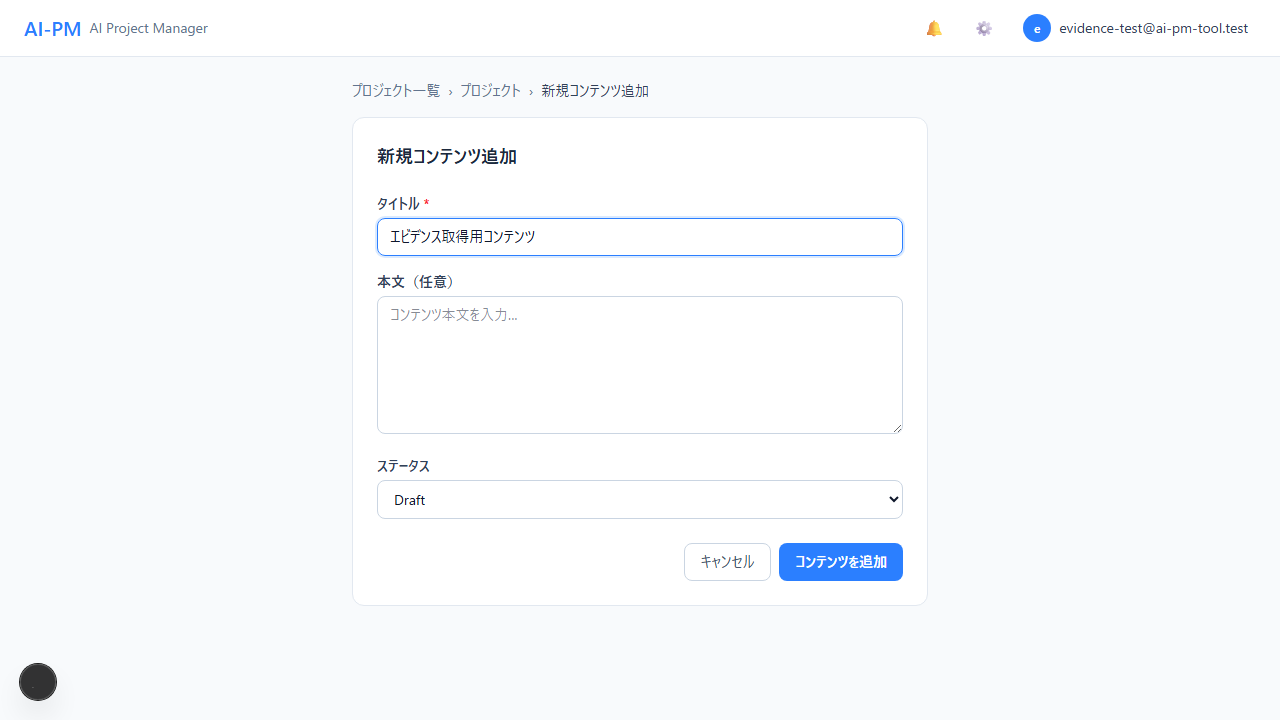 AI-PM AI Project Manager
e evidence-test@ai-pm-tool.test
プロジェクト一覧 › プロジェクト › 新規コンテンツ追加
新規コンテンツ追加
タイトル *
エビデンス取得用コンテンツ
本文（任意）
コンテンツ本文を入力...
ステータス
Draft
キャンセル コンテンツを追加